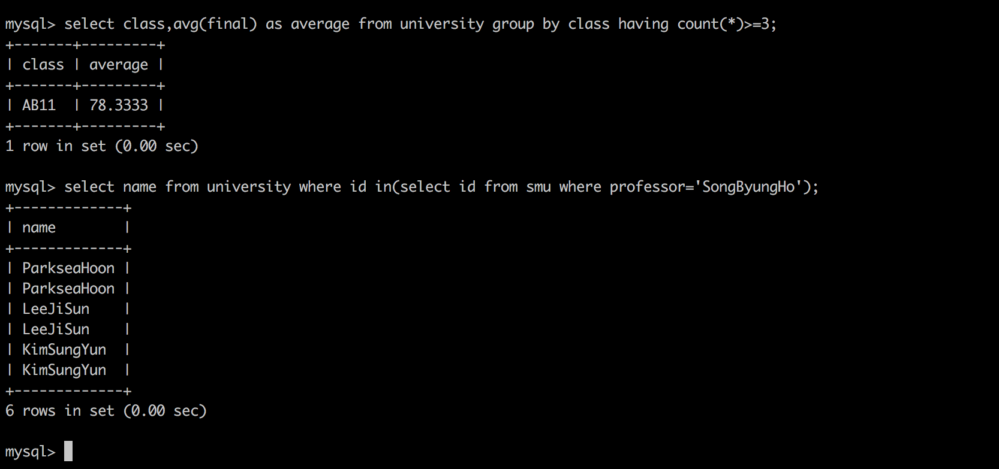 mysql> select class,avg(final) as average from university group by class having count(*)>=3;
+-------+---------+
| class | average |
+-------+---------+
| AB11  | 78.3333 |
+-------+---------+
1 row in set (0.00 sec)
mysql> select name from university where id in(select id from smu where professor='SongByungHo');
+-------------+
| name        |
+-------------+
| ParkseaHoon |
| ParkseaHoon |
| LeeJiSun    |
| LeeJiSun    |
| KimSungYun  |
| KimSungYun  |
+-------------+
6 rows in set (0.00 sec)
mysql>